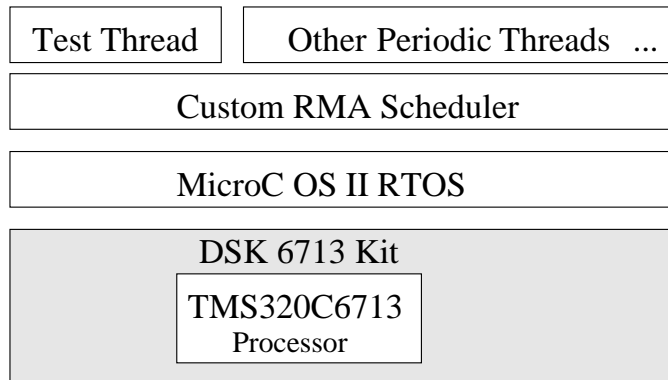 Test Thread Other Periodic Threads ...
Custom RMA Scheduler
MicroC OS II RTOS
DSK 6713 Kit
TMS320C6713
Processor